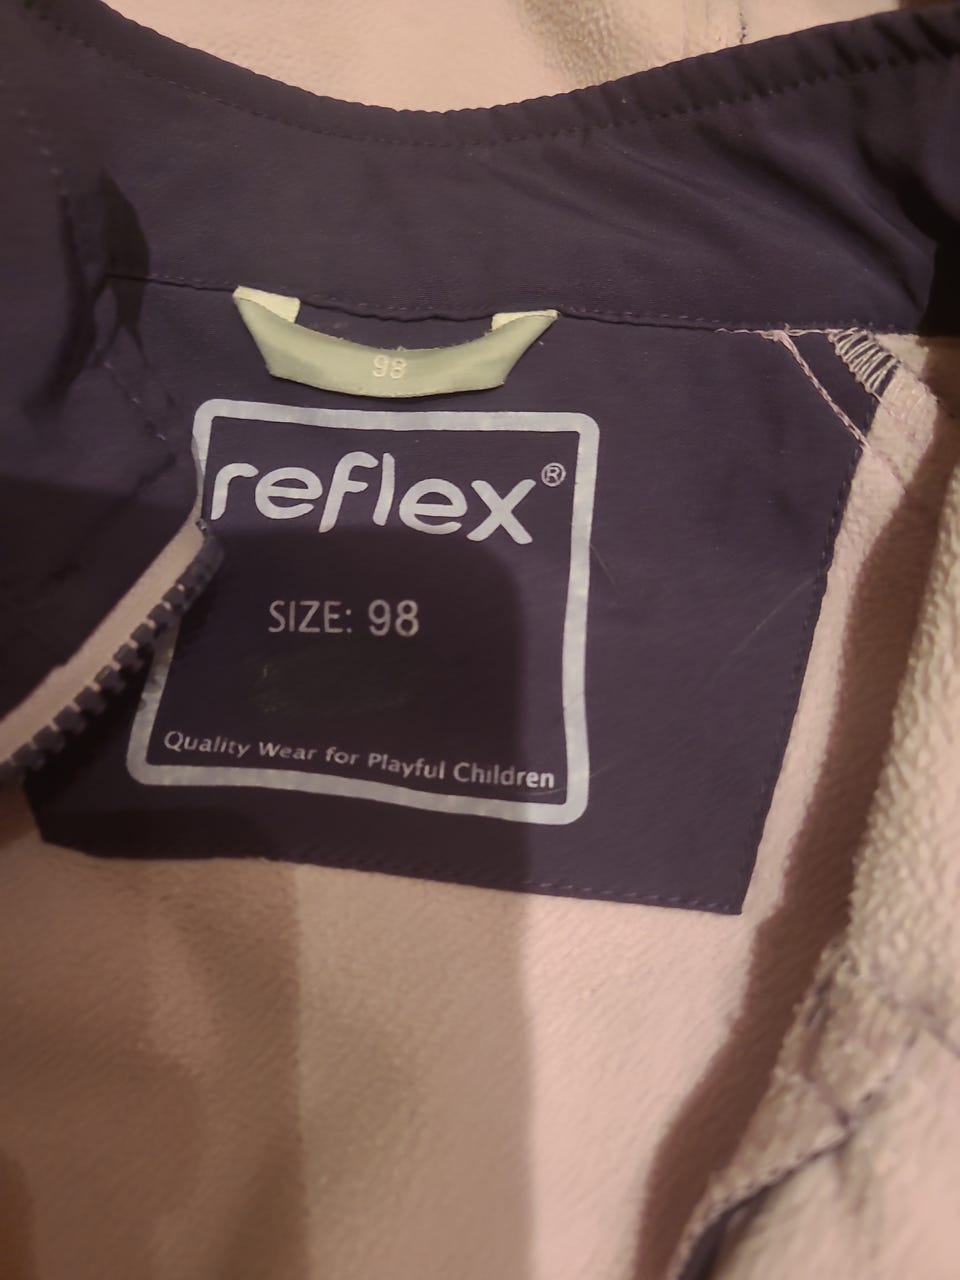 98
reflex®
SIZE: 98
Quality Wear for Playful Children